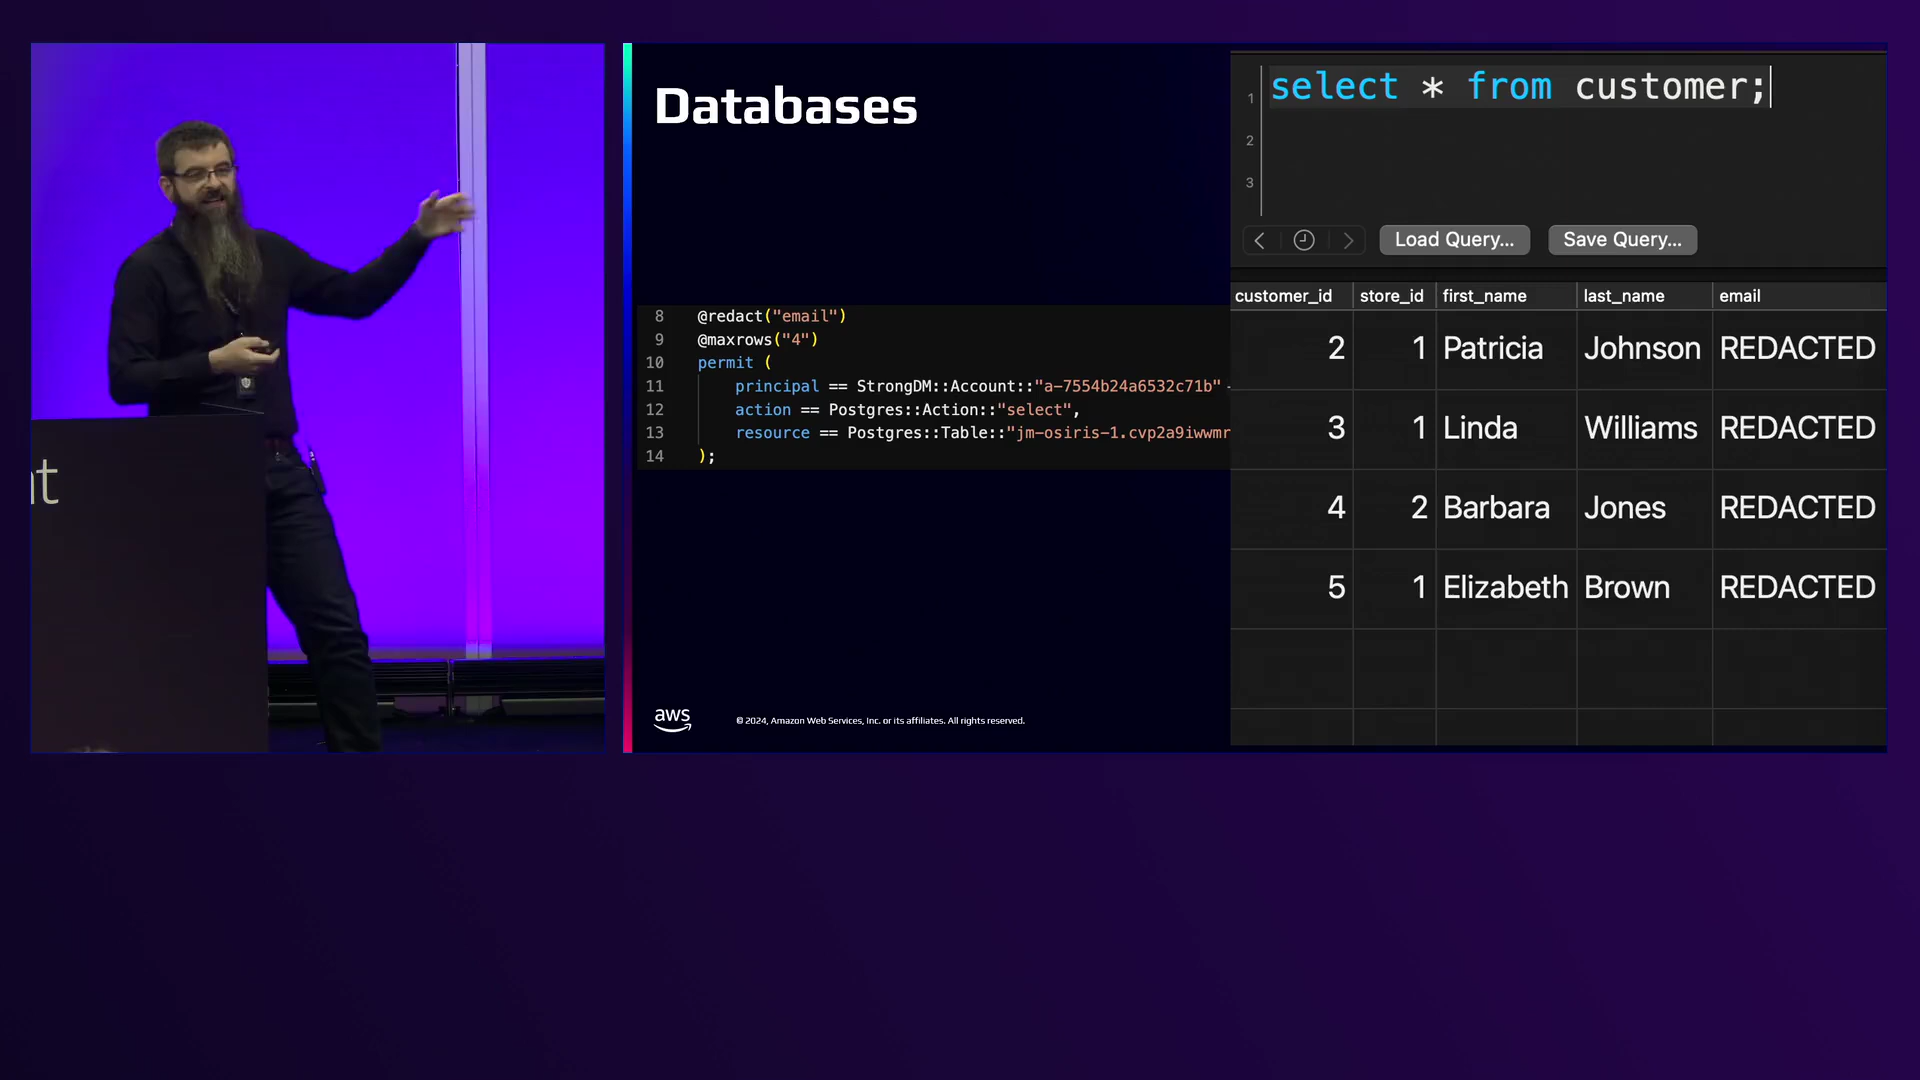 nt
Databases
8 @redact("email")
9 @maxrows("4")
10 permit (
11 principal == StrongDM::Account::"a-7554b24a6532c71b"
12 action == Postgres::Action::"select",
13 resource == Postgres::Table::"jm-osiris-1.cvp2a9iwwmr
14 );
aws
© 2024, Amazon Web Services, Inc. or its affiliates. All rights reserved.
1 select * from customer;
2
3
Load Query... Save Query...
customer_id store_id first_name last_name email
2 1 Patricia Johnson REDACTED
3 1 Linda Williams REDACTED
4 2 Barbara Jones REDACTED
5 1 Elizabeth Brown REDACTED